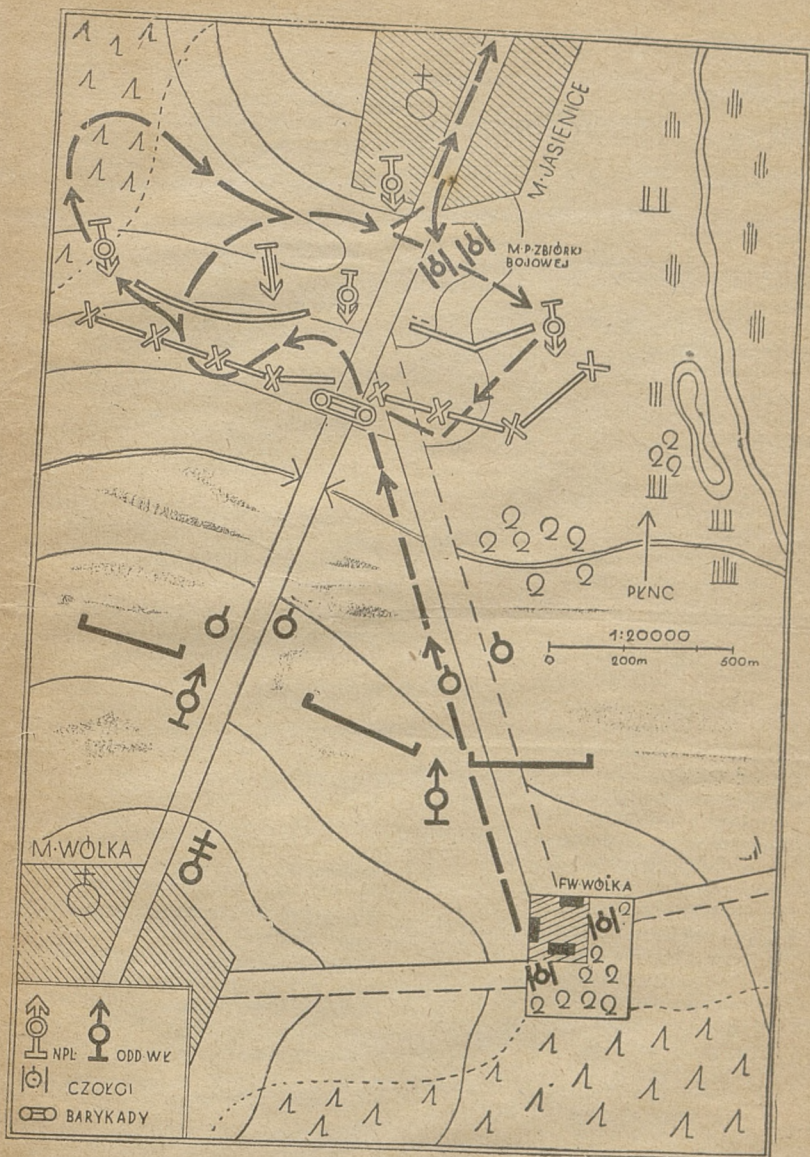 M·JASIENICE
M·P·ZBIÓRKI
BOJOWEJ
PŁNC
1:20000
0 200m 500m
M·WÓLKA
FW·WÓLKA
NPL· ODD·WŁ
CZOŁGI
BARYKADY